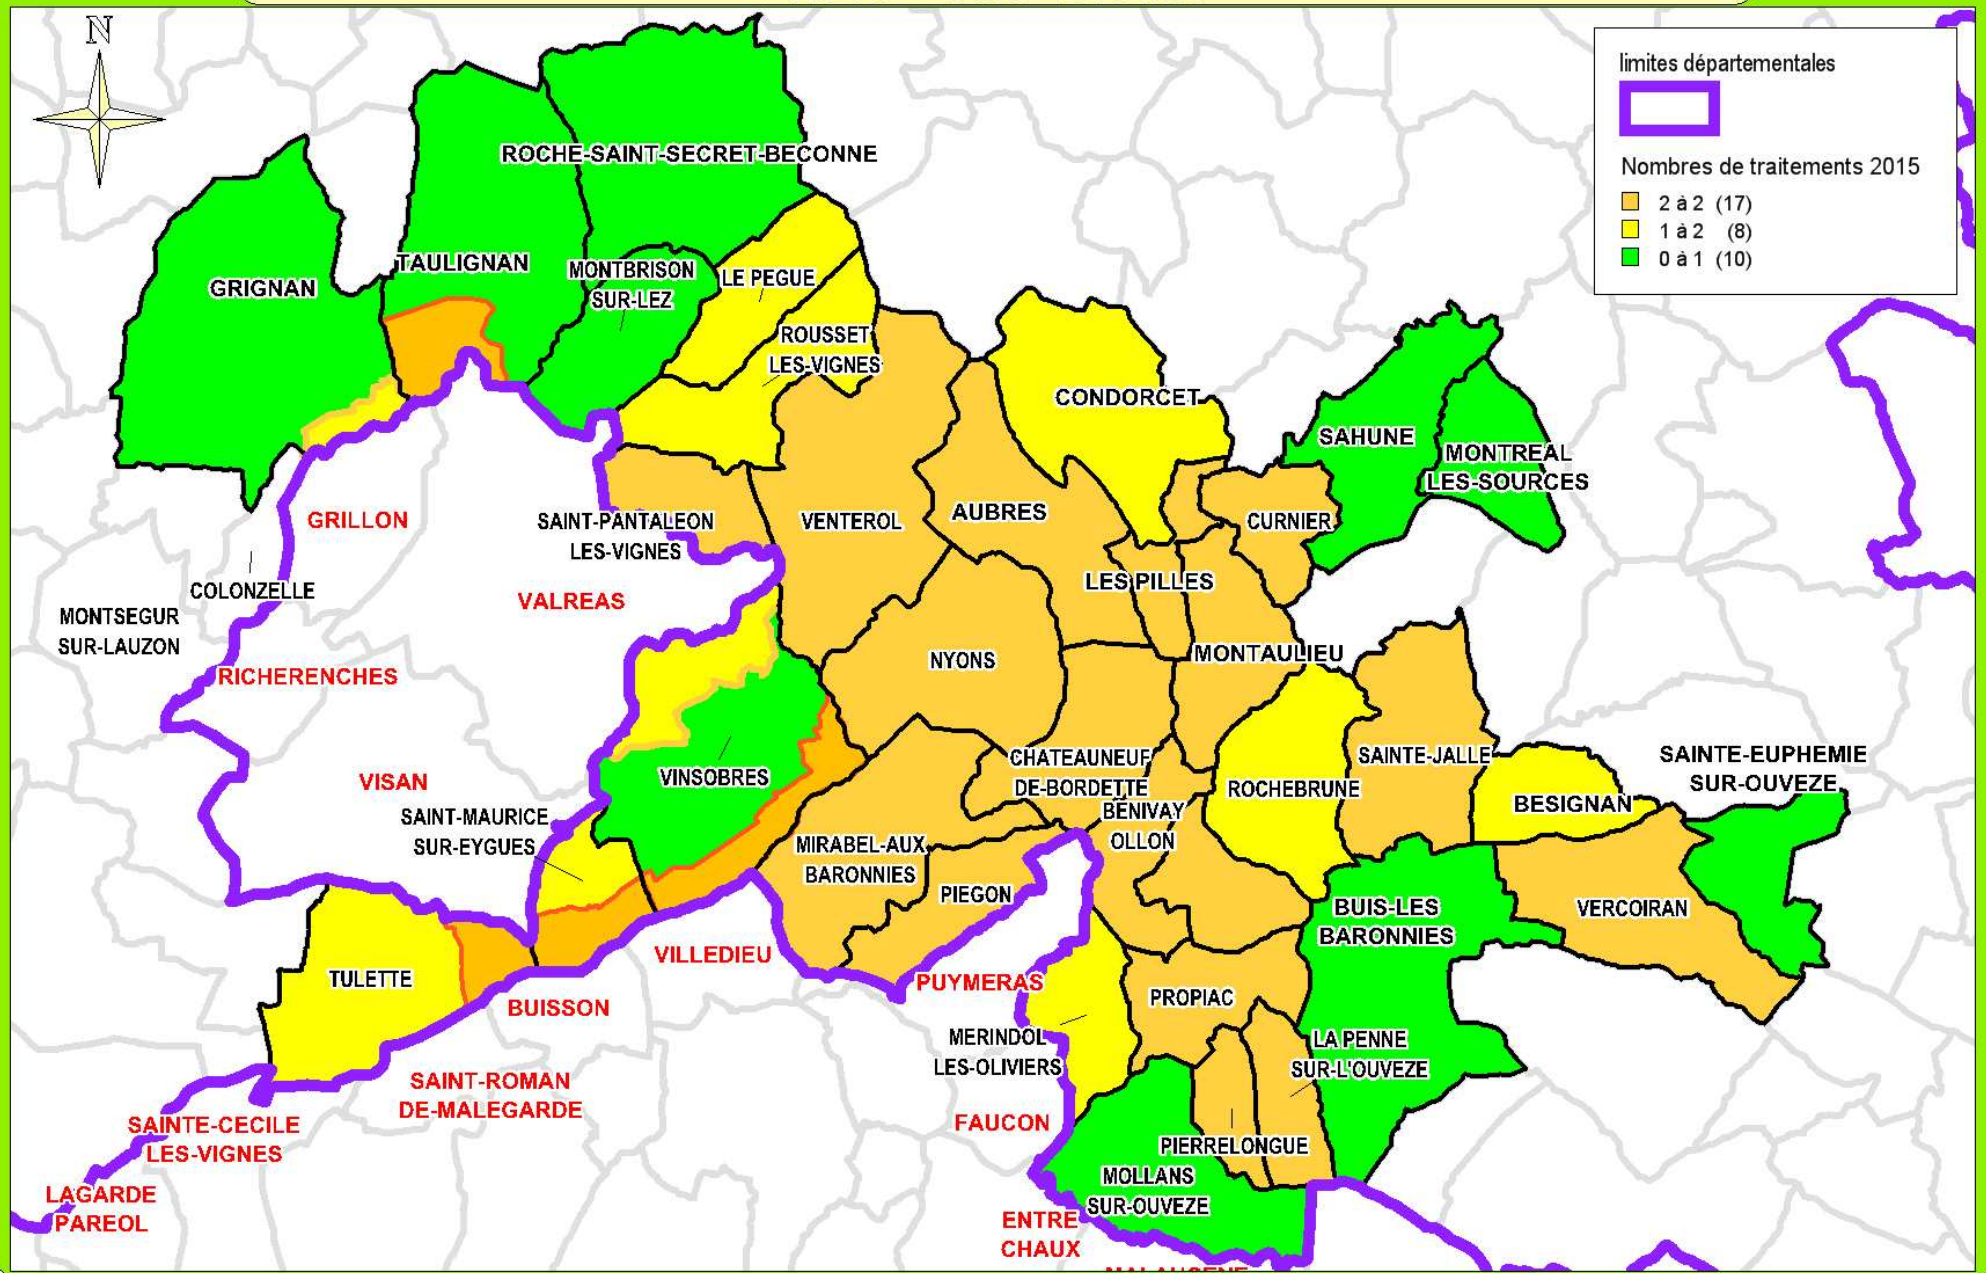 N
limites départementales
Nombres de traitements 2015
2 à 2 (17)
1 à 2 (8)
0 à 1 (10)
ROCHE-SAINT-SECRET-BECONNE
TAULIGNAN
GRIGNAN
MONTBRISON
SUR-LEZ
LE PEGUE
ROUSSET
LES-VIGNES
CONDORCET
SAHUNE
MONTREAL
LES-SOURCES
GRILLON
SAINT-PANTALEON
LES-VIGNES
VENTEROL
AUBRES
CURNIER
COLONZELLE
VALREAS
LES PILLES
MONTSEGUR
SUR-LAUZON
RICHERENCHES
NYONS
MONTAULIEU
VISAN
VINSOBRES
CHATEAUNEUF
DE-BORDETTE
ROCHEBRUNE
SAINTE-JALLE
BESIGNAN
SAINTE-EUPHEMIE
SUR-OUVEZE
SAINT-MAURICE
SUR-EYGUES
MIRABEL-AUX
BARONNIES
BENIVAY
OLLON
PIEGON
BUIS-LES
BARONNIES
VERCOIRAN
TULETTE
VILLEDIEU
BUISSON
PUYMERAS
PROPIAC
MERINDOL
LES-OLIVIERS
LA PENNE
SUR-L'OUVEZE
SAINT-ROMAN
DE-MALEGARDE
SAINTE-CECILE
LES-VIGNES
FAUCON
PIERRELONGUE
MOLLANS
SUR-OUVEZE
LAGARDE
PAREOL
ENTRE
CHAUX